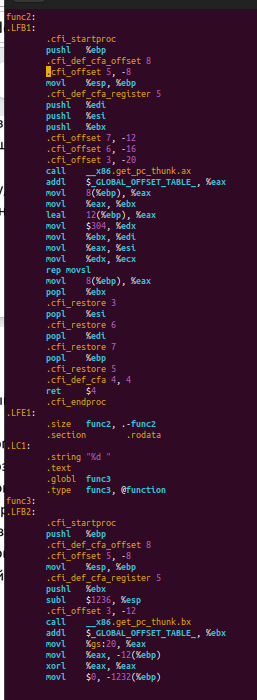 func2:
.LFB1:
.cfi_startproc
pushl %ebp
.cfi_def_cfa_offset 8
.cfi_offset 5, -8
movl %esp, %ebp
.cfi_def_cfa_register 5
pushl %edi
pushl %esi
pushl %ebx
.cfi_offset 7, -12
.cfi_offset 6, -16
.cfi_offset 3, -20
call __x86.get_pc_thunk.ax
addl $_GLOBAL_OFFSET_TABLE_, %eax
movl 8(%ebp), %eax
movl %eax, %ebx
leal 12(%ebp), %eax
movl $304, %edx
movl %ebx, %edi
movl %eax, %esi
movl %edx, %ecx
rep movsl
movl 8(%ebp), %eax
popl %ebx
.cfi_restore 3
popl %esi
.cfi_restore 6
popl %edi
.cfi_restore 7
popl %ebp
.cfi_restore 5
.cfi_def_cfa 4, 4
ret $4
.cfi_endproc
.LFE1:
.size func2, .-func2
.section .rodata
.LC1:
.string "%d "
.text
.globl func3
.type func3, @function
func3:
.LFB2:
.cfi_startproc
pushl %ebp
.cfi_def_cfa_offset 8
.cfi_offset 5, -8
movl %esp, %ebp
.cfi_def_cfa_register 5
pushl %ebx
subl $1236, %esp
.cfi_offset 3, -12
call __x86.get_pc_thunk.bx
addl $_GLOBAL_OFFSET_TABLE_, %ebx
movl %gs:20, %eax
movl %eax, -12(%ebp)
xorl %eax, %eax
movl $0, -1232(%ebp)